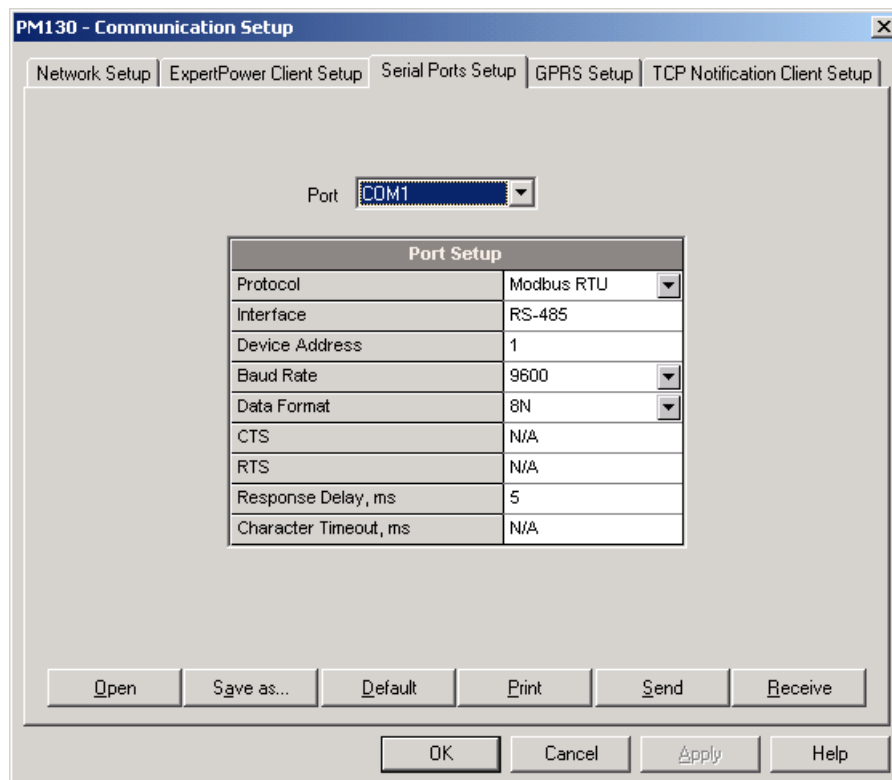 PM130 - Communication Setup
Network Setup ExpertPower Client Setup Serial Ports Setup GPRS Setup TCP Notification Client Setup
Port COM1
Port Setup
Protocol Modbus RTU
Interface RS-485
Device Address 1
Baud Rate 9600
Data Format 8N
CTS N/A
RTS N/A
Response Delay, ms 5
Character Timeout, ms N/A
Open Save as... Default Print Send Receive
OK Cancel Apply Help